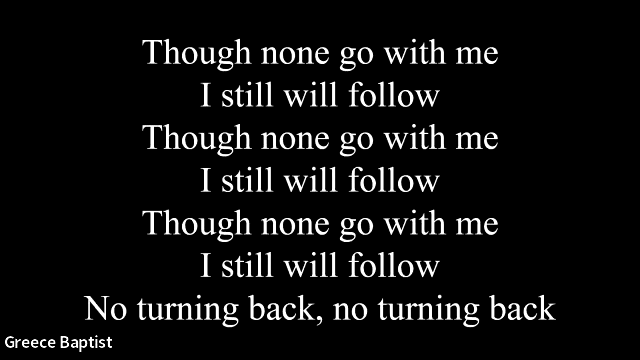 Though none go with me
I still will follow
Though none go with me
I still will follow
Though none go with me
I still will follow
No turning back, no turning back
Greece Baptist